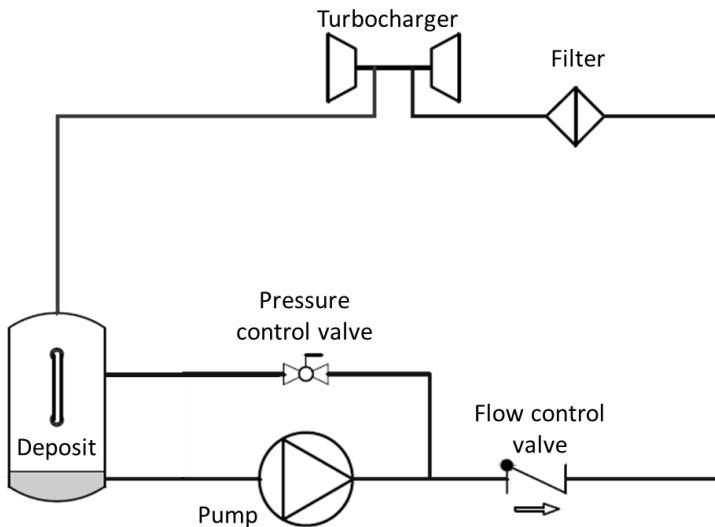 Turbocharger
Filter
Pressure
control valve
Flow control
valve
Deposit
Pump